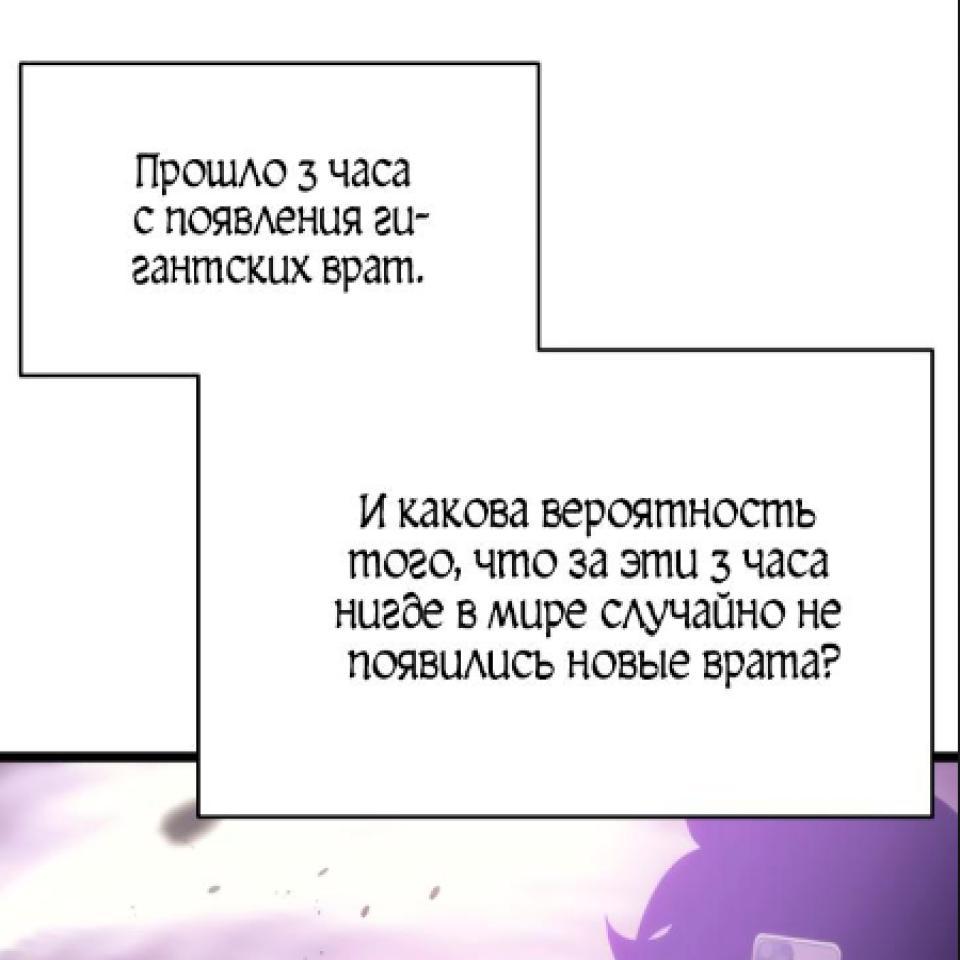 Прошло 3 часа
с появления ги-
гантских врат.
И какова вероятность
того, что за эти 3 часа
нигде в мире случайно не
появились новые врата?